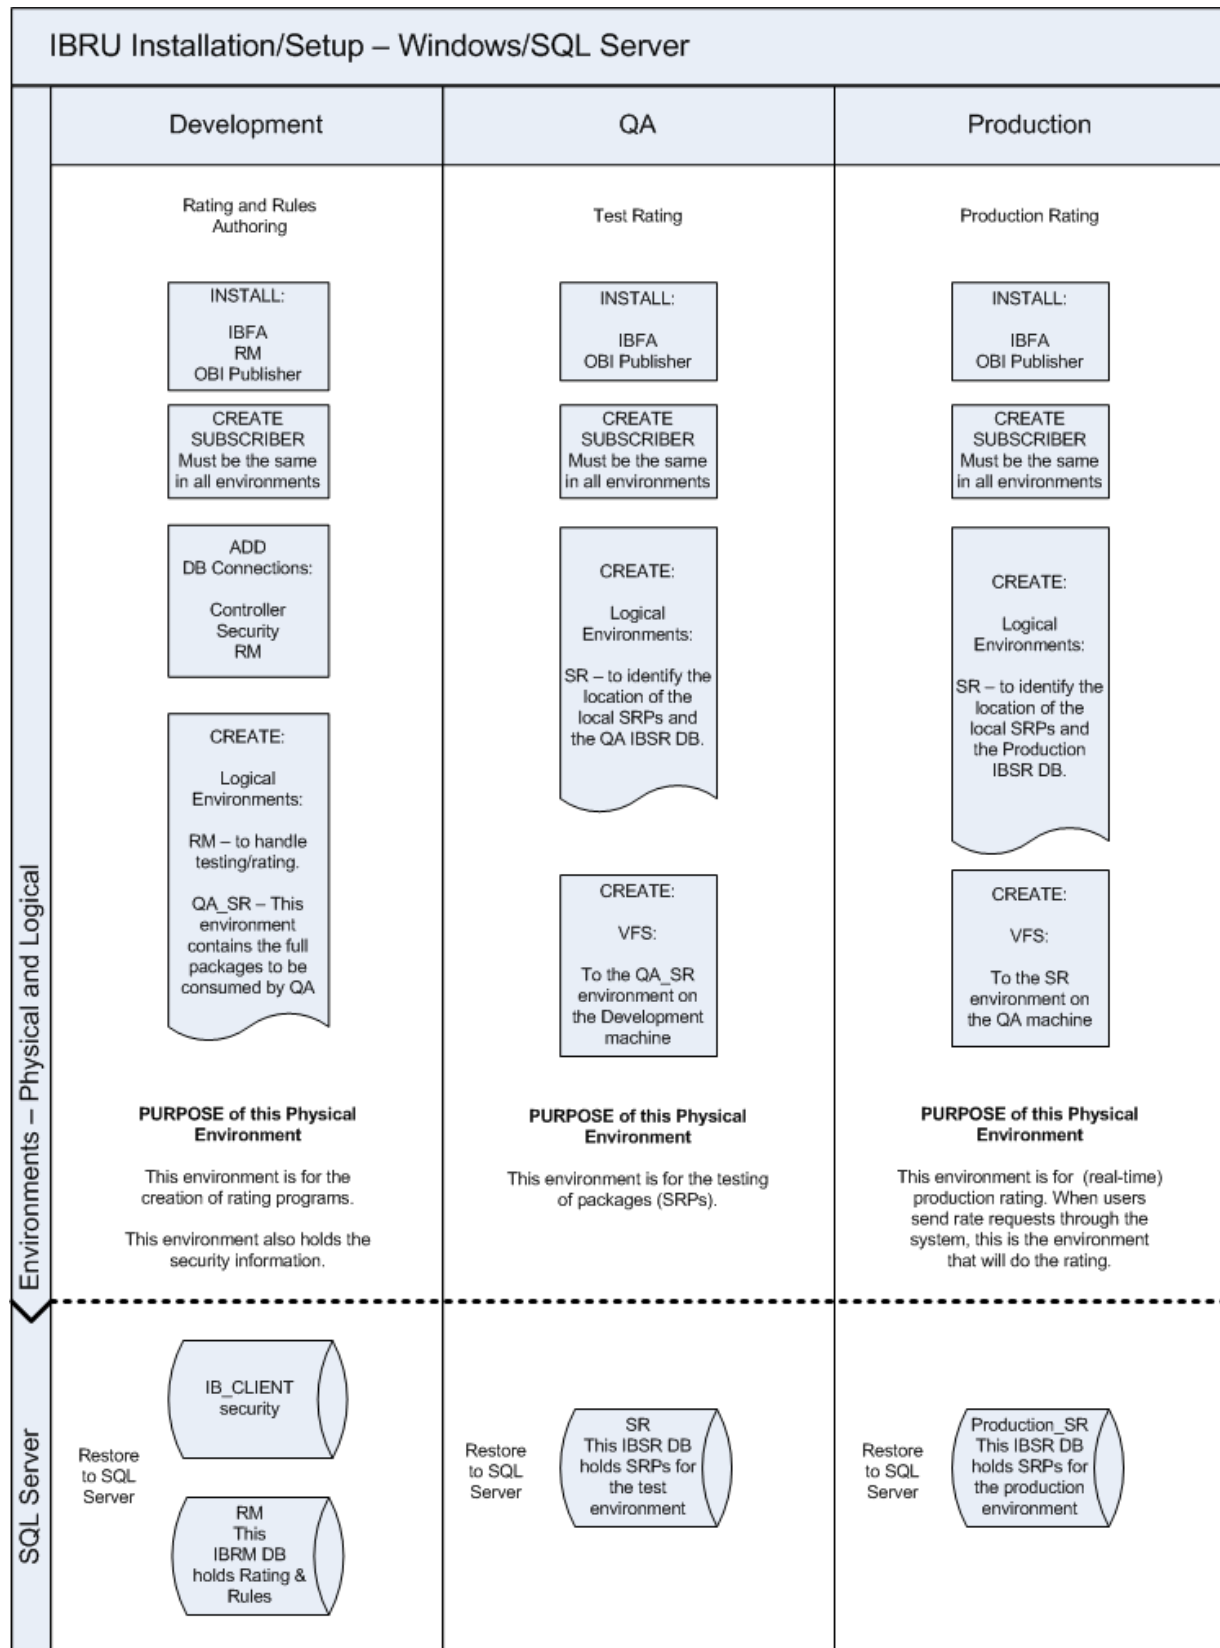 IBRU Installation/Setup – Windows/SQL Server
Environments – Physical and Logical
Development
Rating and Rules
Authoring
INSTALL:
IBFA
RM
OBI Publisher
CREATE
SUBSCRIBER
Must be the same
in all environments
ADD
DB Connections:
Controller
Security
RM
CREATE:
Logical
Environments:
RM – to handle
testing/rating.
QA_SR – This
environment
contains the full
packages to be
consumed by QA
PURPOSE of this Physical
Environment
This environment is for the
creation of rating programs.
This environment also holds the
security information.
QA
Test Rating
INSTALL:
IBFA
OBI Publisher
CREATE
SUBSCRIBER
Must be the same
in all environments
CREATE:
Logical
Environments:
SR – to identify the
location of the
local SRPs and
the QA IBSR DB.
CREATE:
VFS:
To the QA_SR
environment on
the Development
machine
PURPOSE of this Physical
Environment
This environment is for the testing
of packages (SRPs).
Production
Production Rating
INSTALL:
IBFA
OBI Publisher
CREATE
SUBSCRIBER
Must be the same
in all environments
CREATE:
Logical
Environments:
SR – to identify the
location of the
local SRPs and
the Production
IBSR DB.
CREATE:
VFS:
To the SR
environment on
the QA machine
PURPOSE of this Physical
Environment
This environment is for (real-time)
production rating. When users
send rate requests through the
system, this is the environment
that will do the rating.
SQL Server
Restore
to SQL
Server
IB_CLIENT
security
RM
This
IBRM DB
holds Rating &
Rules
Restore
to SQL
Server
SR
This IBSR DB
holds SRPs for
the test
environment
Restore
to SQL
Server
Production_SR
This IBSR DB
holds SRPs for
the production
environment